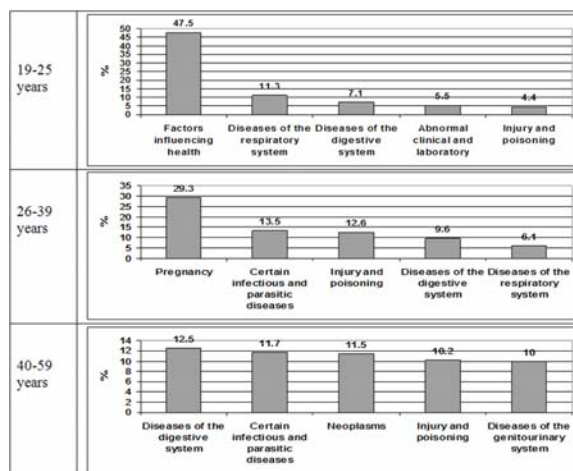 19-25
years
%
50
45
40
35
30
25
20
15
10
5
0
47.5
11.3
7.1
5.5
4.4
Factors
influencing
health
Diseases of the
respiratory
system
Diseases of the
digestive
system
Abnormal
clinical and
laboratory
Injury and
poisoning
26-39
years
%
35
30
25
20
15
10
5
0
29.3
13.5
12.6
9.6
6.1
Pregnancy
Certain
infectious and
parasitic
diseases
Injury and
poisoning
Diseases of the
digestive
system
Diseases of the
respiratory
system
40-59
years
%
14
12
10
8
6
4
2
0
12.5
11.7
11.5
10.2
10
Diseases of the
digestive
system
Certain
infectious and
parasitic
diseases
Neoplasms
Injury and
poisoning
Diseases of the
genitourinary
system